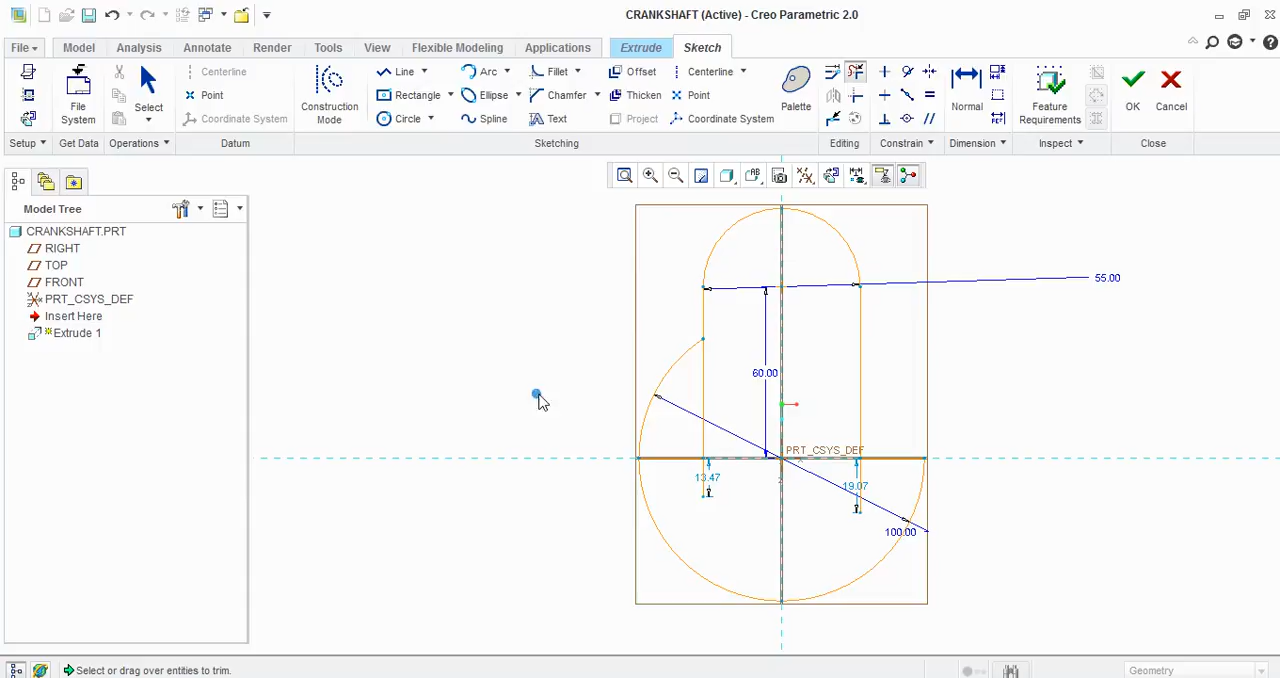 CRANKSHAFT (Active) - Creo Parametric 2.0
File Model Analysis Annotate Render Tools View Flexible Modeling Applications Extrude Sketch
File System
Select
Centerline
Point
Coordinate System
Construction Mode
Line Arc Fillet Offset Centerline
Rectangle Ellipse Chamfer Thicken Point
Circle Spline Text Project Coordinate System
Palette
Normal
Feature Requirements
OK Cancel
Setup Get Data Operations Datum Sketching Editing Constrain Dimension Inspect Close
Model Tree
CRANKSHAFT.PRT
RIGHT
TOP
FRONT
PRT_CSYS_DEF
Insert Here
Extrude 1
55.00
60.00
PRT_CSYS_DEF
13.47
19.07
100.00
Select or drag over entities to trim.
Geometry